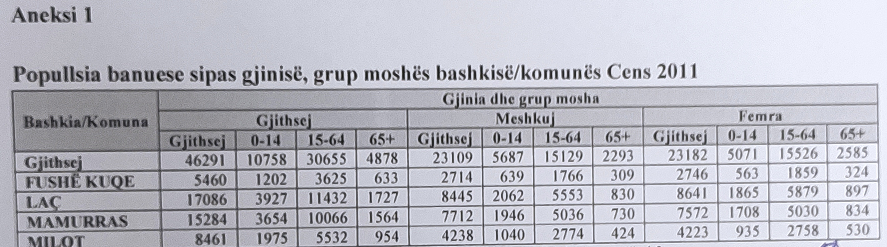 Aneksi 1
Popullsia banuese sipas gjinisë, grup moshës bashkisë/komunës Cens 2011
Bashkia/Komuna Gjinia dhe grup mosha
Gjithsej Meshkuj Femra
Gjithsej 0-14 15-64 65+ Gjithsej 0-14 15-64 65+ Gjithsej 0-14 15-64 65+
Gjithsej 46291 10758 30655 4878 23109 5687 15129 2293 23182 5071 15526 2585
FUSHË KUQE 5460 1202 3625 633 2714 639 1766 309 2746 563 1859 324
LAÇ 17086 3927 11432 1727 8445 2062 5553 830 8641 1865 5879 897
MAMURRAS 15284 3654 10066 1564 7712 1946 5036 730 7572 1708 5030 834
MILOT 8461 1975 5532 954 4238 1040 2774 424 4223 935 2758 530